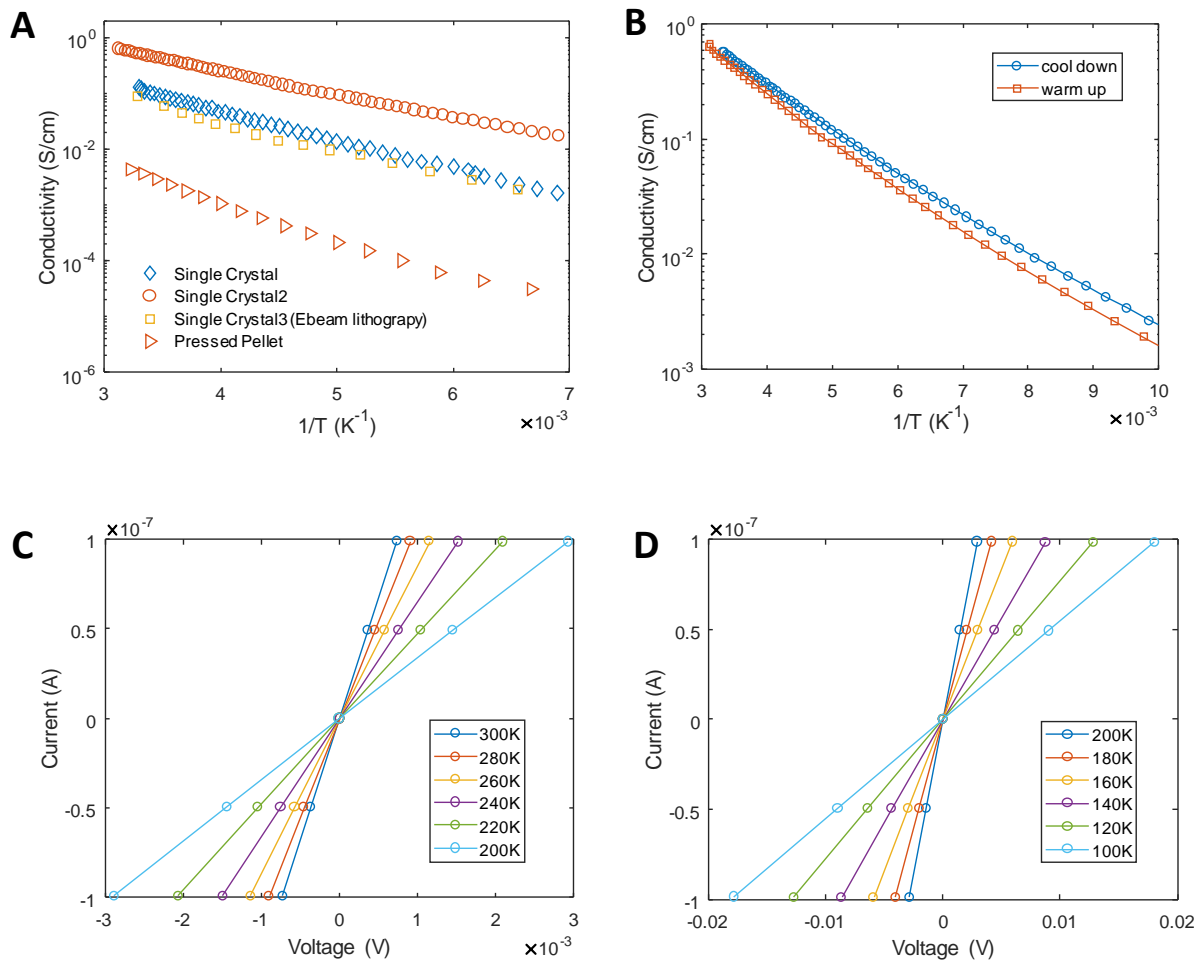 A
Conductivity (S/cm)
10^0
10^-2
10^-4
10^-6
Single Crystal
Single Crystal2
Single Crystal3 (Ebeam lithograpy)
Pressed Pellet
3 4 5 6 7
1/T (K^-1)
×10^-3
B
Conductivity (S/cm)
10^0
10^-1
10^-2
10^-3
cool down
warm up
3 4 5 6 7 8 9 10
1/T (K^-1)
×10^-3
C
×10^-7
Current (A)
1
0.5
0
-0.5
-1
300K
280K
260K
240K
220K
200K
-3 -2 -1 0 1 2 3
Voltage (V)
×10^-3
D
×10^-7
Current (A)
1
0.5
0
-0.5
-1
200K
180K
160K
140K
120K
100K
-0.02 -0.01 0 0.01 0.02
Voltage (V)